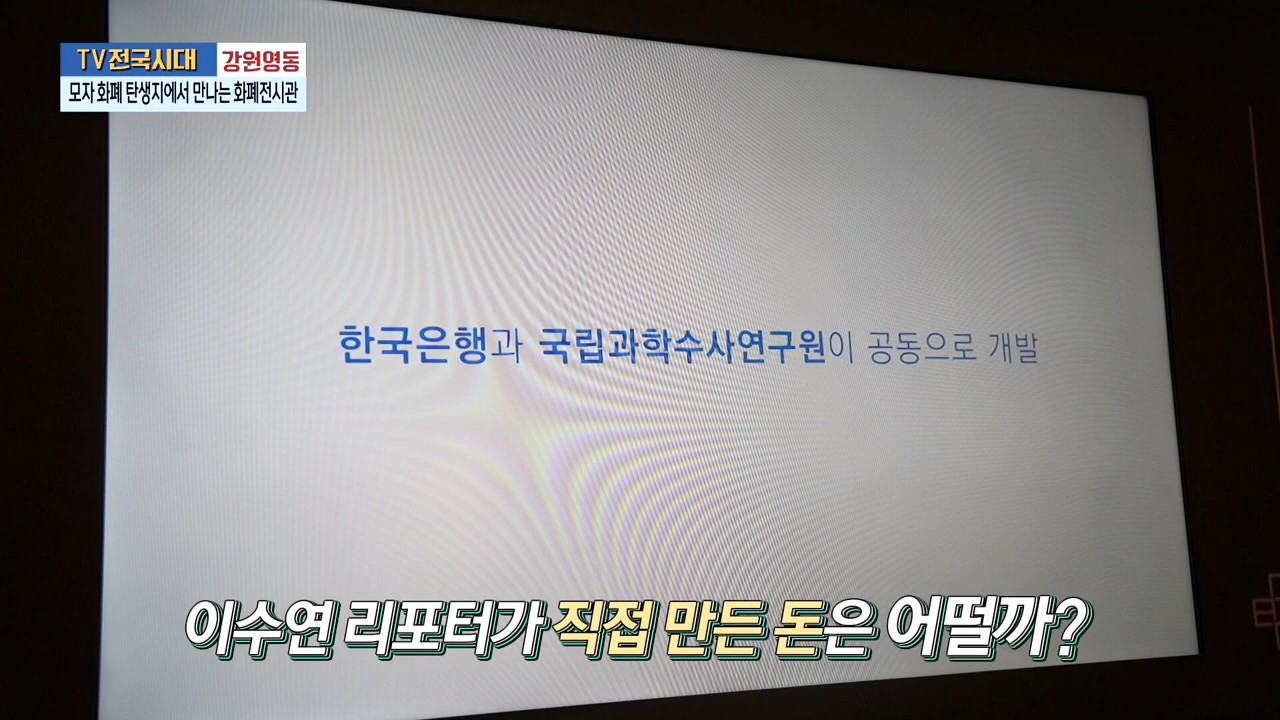 TV전국시대 강원영동
모자 화폐 탄생지에서 만나는 화폐전시관
한국은행과 국립과학수사연구원이 공동으로 개발
이수연 리포터가 직접 만든 돈은 어떨까?